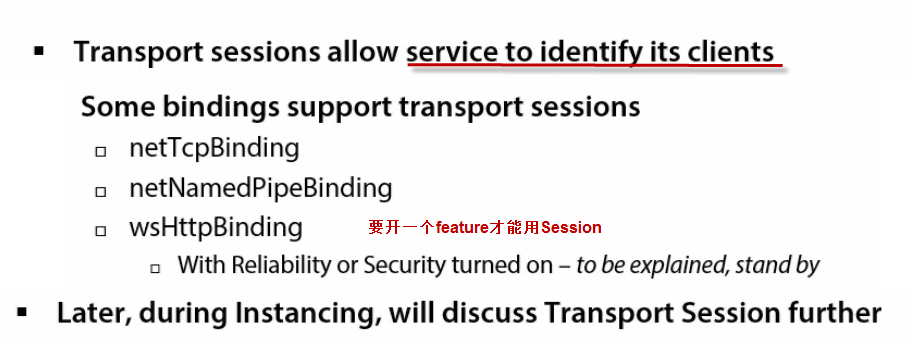 ▪ Transport sessions allow service to identify its clients
Some bindings support transport sessions
□ netTcpBinding
□ netNamedPipeBinding
□ wsHttpBinding 要开一个feature才能用Session
□ With Reliability or Security turned on – to be explained, stand by
▪ Later, during Instancing, will discuss Transport Session further